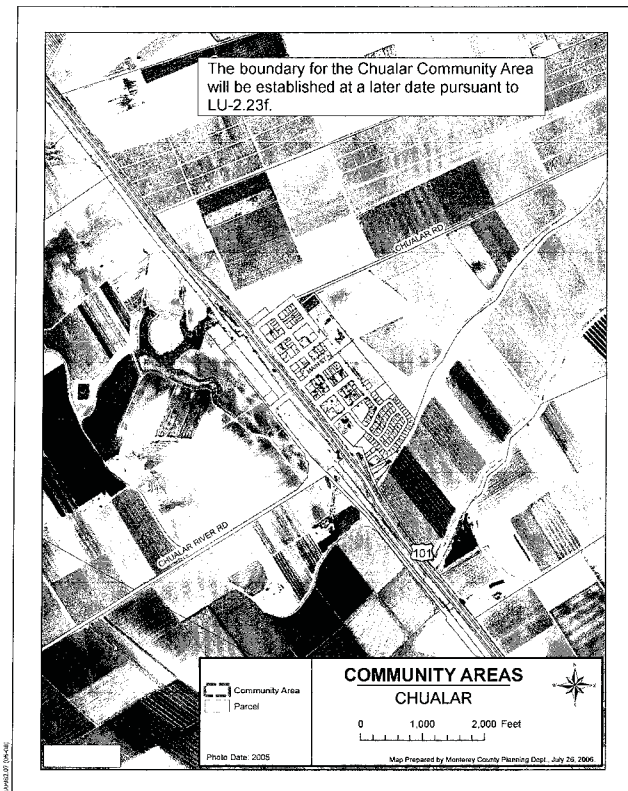 The boundary for the Chualar Community Area
will be established at a later date pursuant to
LU-2.23f.
CHUALAR RD
CHUALAR RIVER RD
101
Community Area
Parcel
Photo Date: 2005
COMMUNITY AREAS
CHUALAR
0 1,000 2,000 Feet
Map Prepared by Monterey County Planning Dept., July 26, 2006